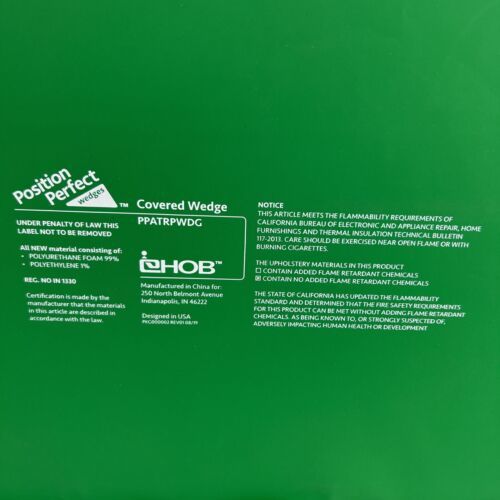 Position
Perfect
wedges
™
UNDER PENALTY OF LAW THIS
LABEL NOT TO BE REMOVED
All NEW material consisting of:
• POLYURETHANE FOAM 99%
• POLYETHYLENE 1%
REG. NO IN 1330
Certification is made by the
manufacturer that the materials
in this article are described in
accordance with the law.
Covered Wedge
PPATRPWDG
HOB™
Manufactured in China for:
250 North Belmont Avenue
Indianapolis, IN 46222
Designed in USA
NOTICE
THIS ARTICLE MEETS THE FLAMMABILITY REQUIREMENTS OF
CALIFORNIA BUREAU OF ELECTRONIC AND APPLIANCE REPAIR, HOME
FURNISHINGS AND THERMAL INSULATION TECHNICAL BULLETIN
117-2013. CARE SHOULD BE EXERCISED NEAR OPEN FLAME OR WITH
BURNING CIGARETTES.
THE UPHOLSTERY MATERIALS IN THIS PRODUCT
☐ CONTAIN ADDED FLAME RETARDANT CHEMICALS
☒ CONTAIN NO ADDED FLAME RETARDANT CHEMICALS
THE STATE OF CALIFORNIA HAS UPDATED THE FLAMMABILITY
STANDARD AND DETERMINED THAT THE FIRE SAFETY REQUIREMENTS
FOR THIS PRODUCT CAN BE MET WITHOUT ADDING FLAME RETARDANT
CHEMICALS. AS BEING KNOWN TO, OR STRONGLY SUSPECTED OF,
ADVERSELY IMPACTING HUMAN HEALTH OR DEVELOPMENT